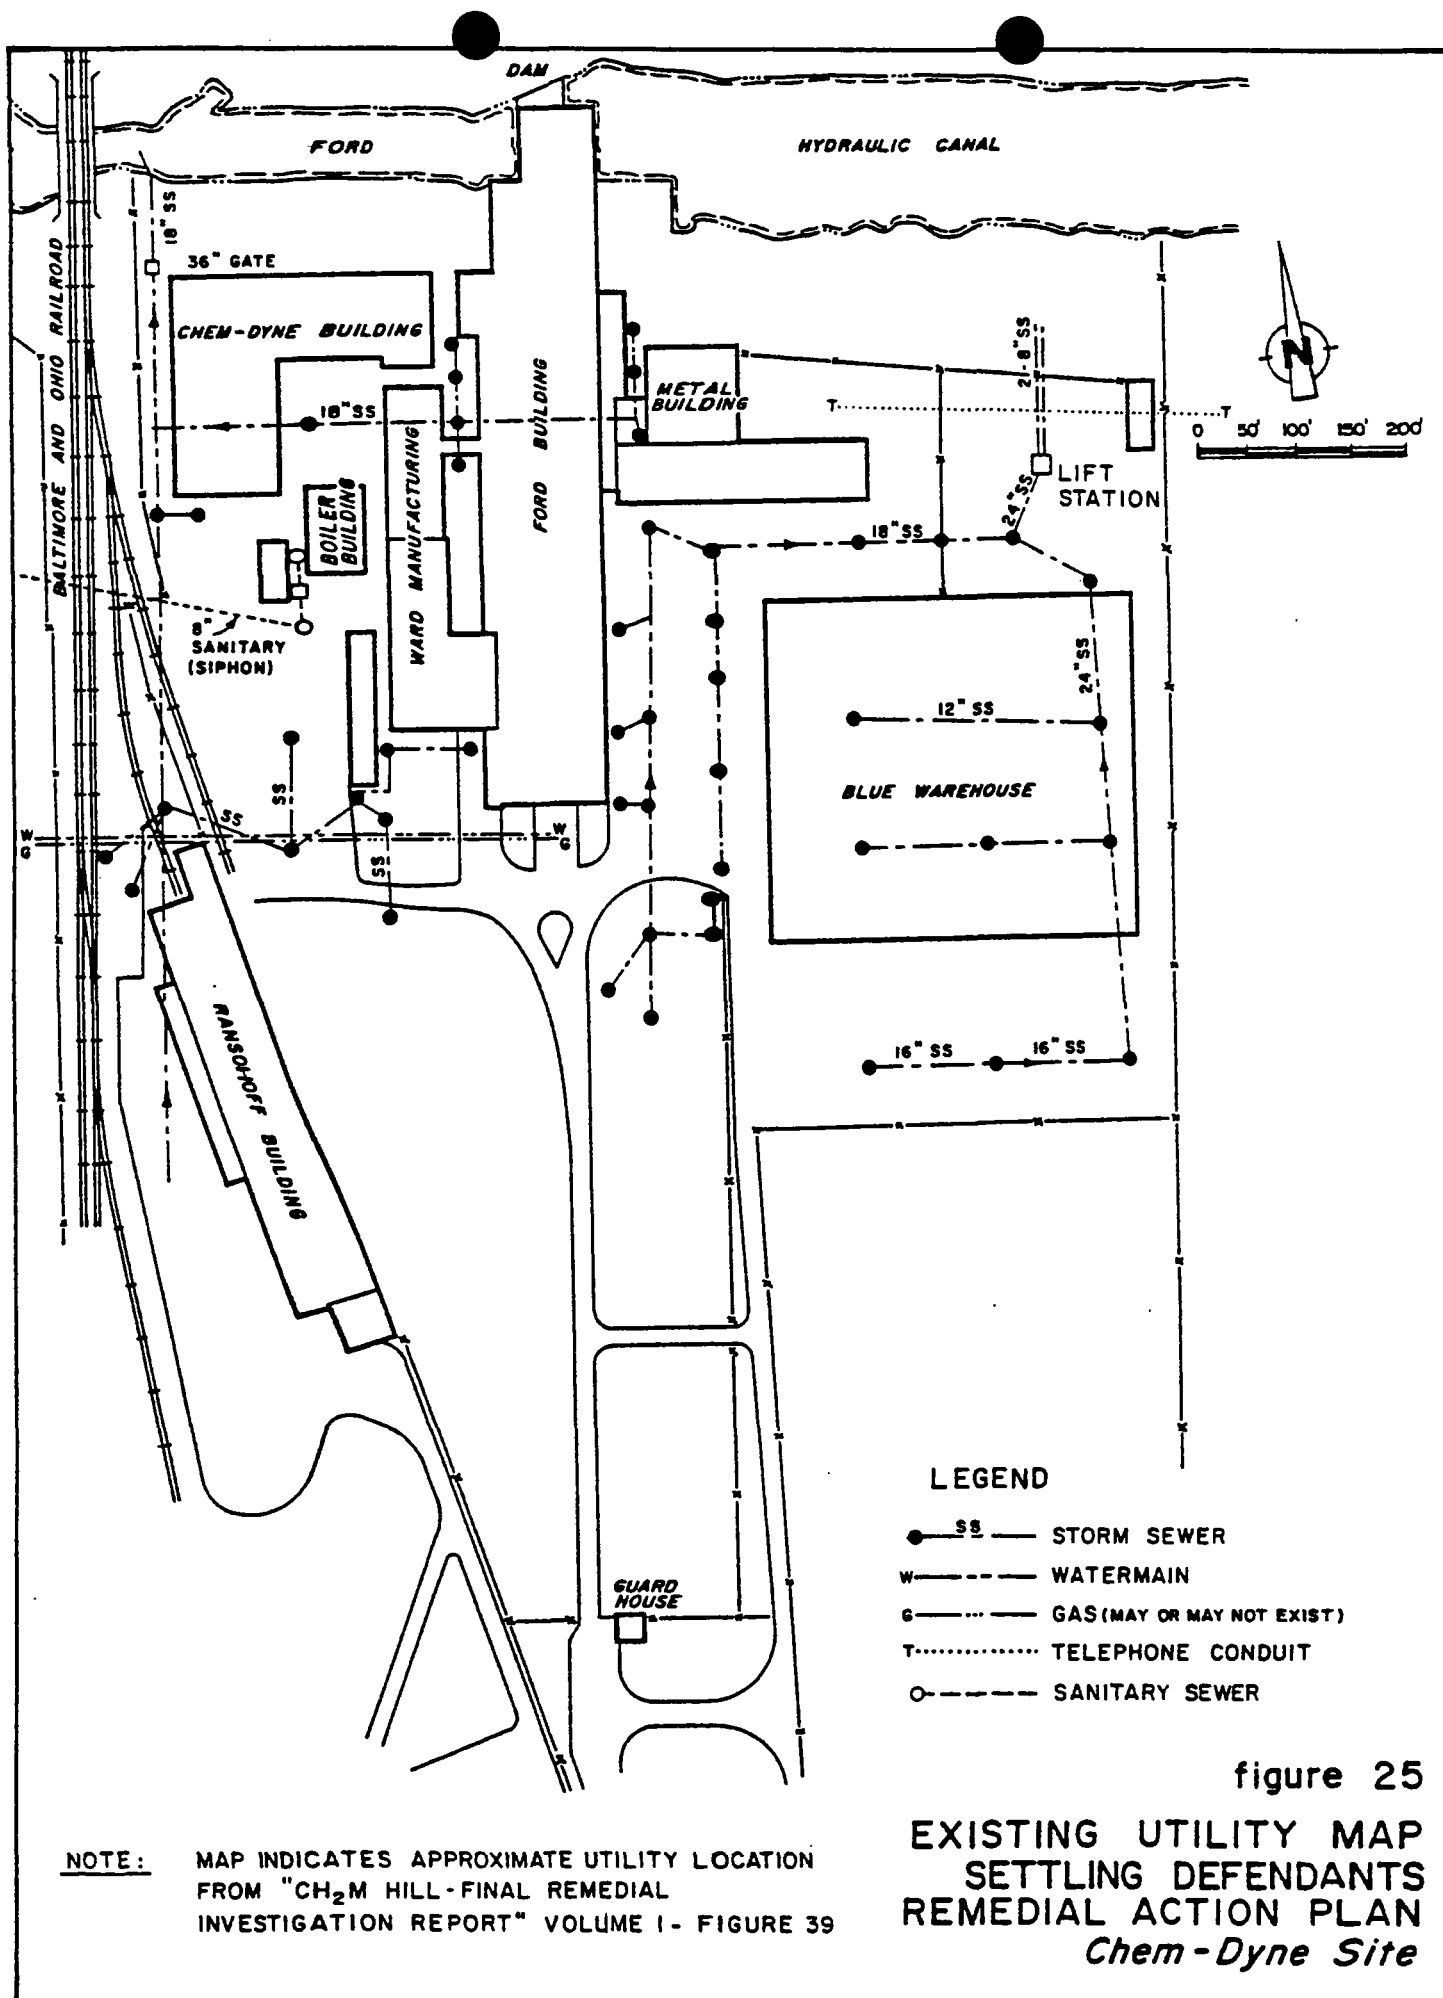 DAM
FORD
HYDRAULIC CANAL
18" SS
36" GATE
BALTIMORE AND OHIO RAILROAD
CHEM-DYNE BUILDING
2-8" SS
METAL
BUILDING
FORD BUILDING
T
T
N
0 50' 100' 150' 200'
18" SS
WARD MANUFACTURING
BOILER
BUILDING
LIFT
STATION
24" SS
18" SS
8"
SANITARY
(SIPHON)
24" SS
12" SS
BLUE WAREHOUSE
SS
SS
SS
W
G
W
G
RANSOHOFF BUILDING
16" SS
16" SS
GUARD
HOUSE
LEGEND
SS STORM SEWER
W WATERMAIN
G GAS (MAY OR MAY NOT EXIST)
T TELEPHONE CONDUIT
SANITARY SEWER
figure 25
EXISTING UTILITY MAP
SETTLING DEFENDANTS
REMEDIAL ACTION PLAN
Chem-Dyne Site
NOTE: MAP INDICATES APPROXIMATE UTILITY LOCATION
FROM "CH2M HILL-FINAL REMEDIAL
INVESTIGATION REPORT" VOLUME I - FIGURE 39